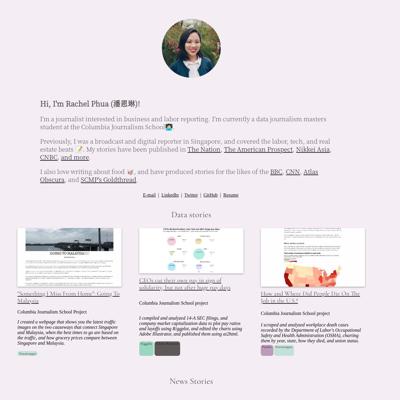 Hi, I'm Rachel Phua (潘恩琳)!
I'm a journalist interested in business and labor reporting. I'm currently a data journalism masters
student at the Columbia Journalism School
Previously, I was a broadcast and digital reporter in Singapore, and covered the labor, tech, and real
estate beats 📝. My stories have been published in The Nation, The American Prospect, Nikkei Asia,
CNBC, and more.
I also love writing about food 🥡, and have produced stories for the likes of the BBC, CNN, Atlas
Obscura, and SCMP's Goldthread.
E-mail | LinkedIn | Twitter | GitHub | Resume
Data stories
GOING TO MALAYSIA
"Something I Miss From Home": Going To
Malaysia
Columbia Journalism School Project
I created a webpage that shows you the latest traffic
images on the two causeways that connect Singapore
and Malaysia, when the best times to go are based on
the traffic, and how grocery prices compare between
Singapore and Malaysia.
CEOs cut their own pay in sign of
solidarity, but not after huge pay days
Columbia Journalism School project
I compiled and analyzed 14-A SEC filings, and
company market capitalization data to plot pay ratios
and layoffs using Rggplot, and edited the charts using
Adobe Illustrator, and published them using ai2html.
How and Where Did People Die On The
Job in the U.S.?
Columbia Journalism School project
I scraped and analyzed workplace death cases
recorded by the Department of Labor's Occupational
Safety and Health Administration (OSHA), charting
them by year, state, how they died, and union status.
News Stories